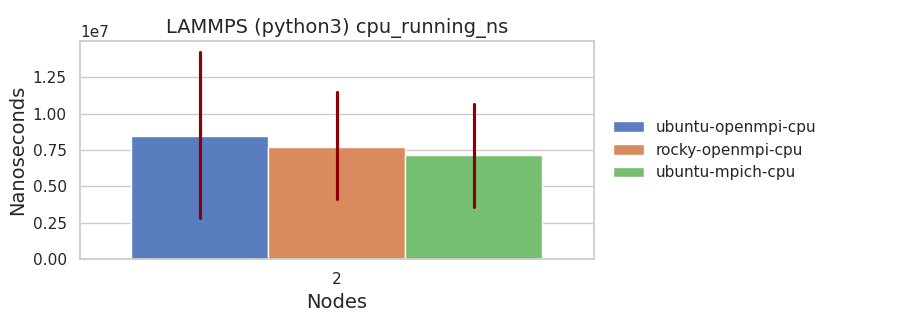 LAMMPS (python3) cpu_running_ns
1e7
1.25
1.00
0.75
0.50
0.25
0.00
Nanoseconds
2
Nodes
ubuntu-openmpi-cpu
rocky-openmpi-cpu
ubuntu-mpich-cpu